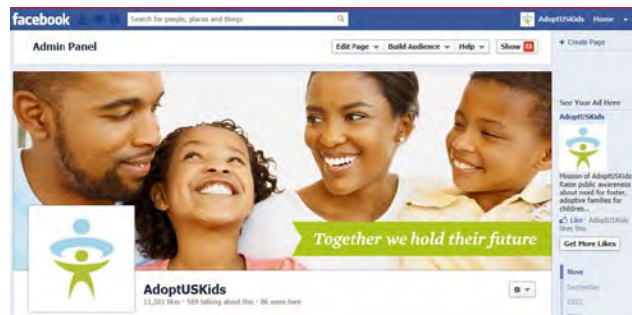 facebook
Search for people, places and things
AdoptUSKids Home
Admin Panel
Edit Page
Build Audience
Help
Show
+ Create Page
See Your Ad Here
AdoptUSKids
Mission of AdoptUSKids
Raise public awareness
about need for foster,
adoptive families for
children...
Like · AdoptUSKids
likes this.
Get More Likes
Together we hold their future
AdoptUSKids
11,301 likes · 569 talking about this · 86 were here
Now
September
2012